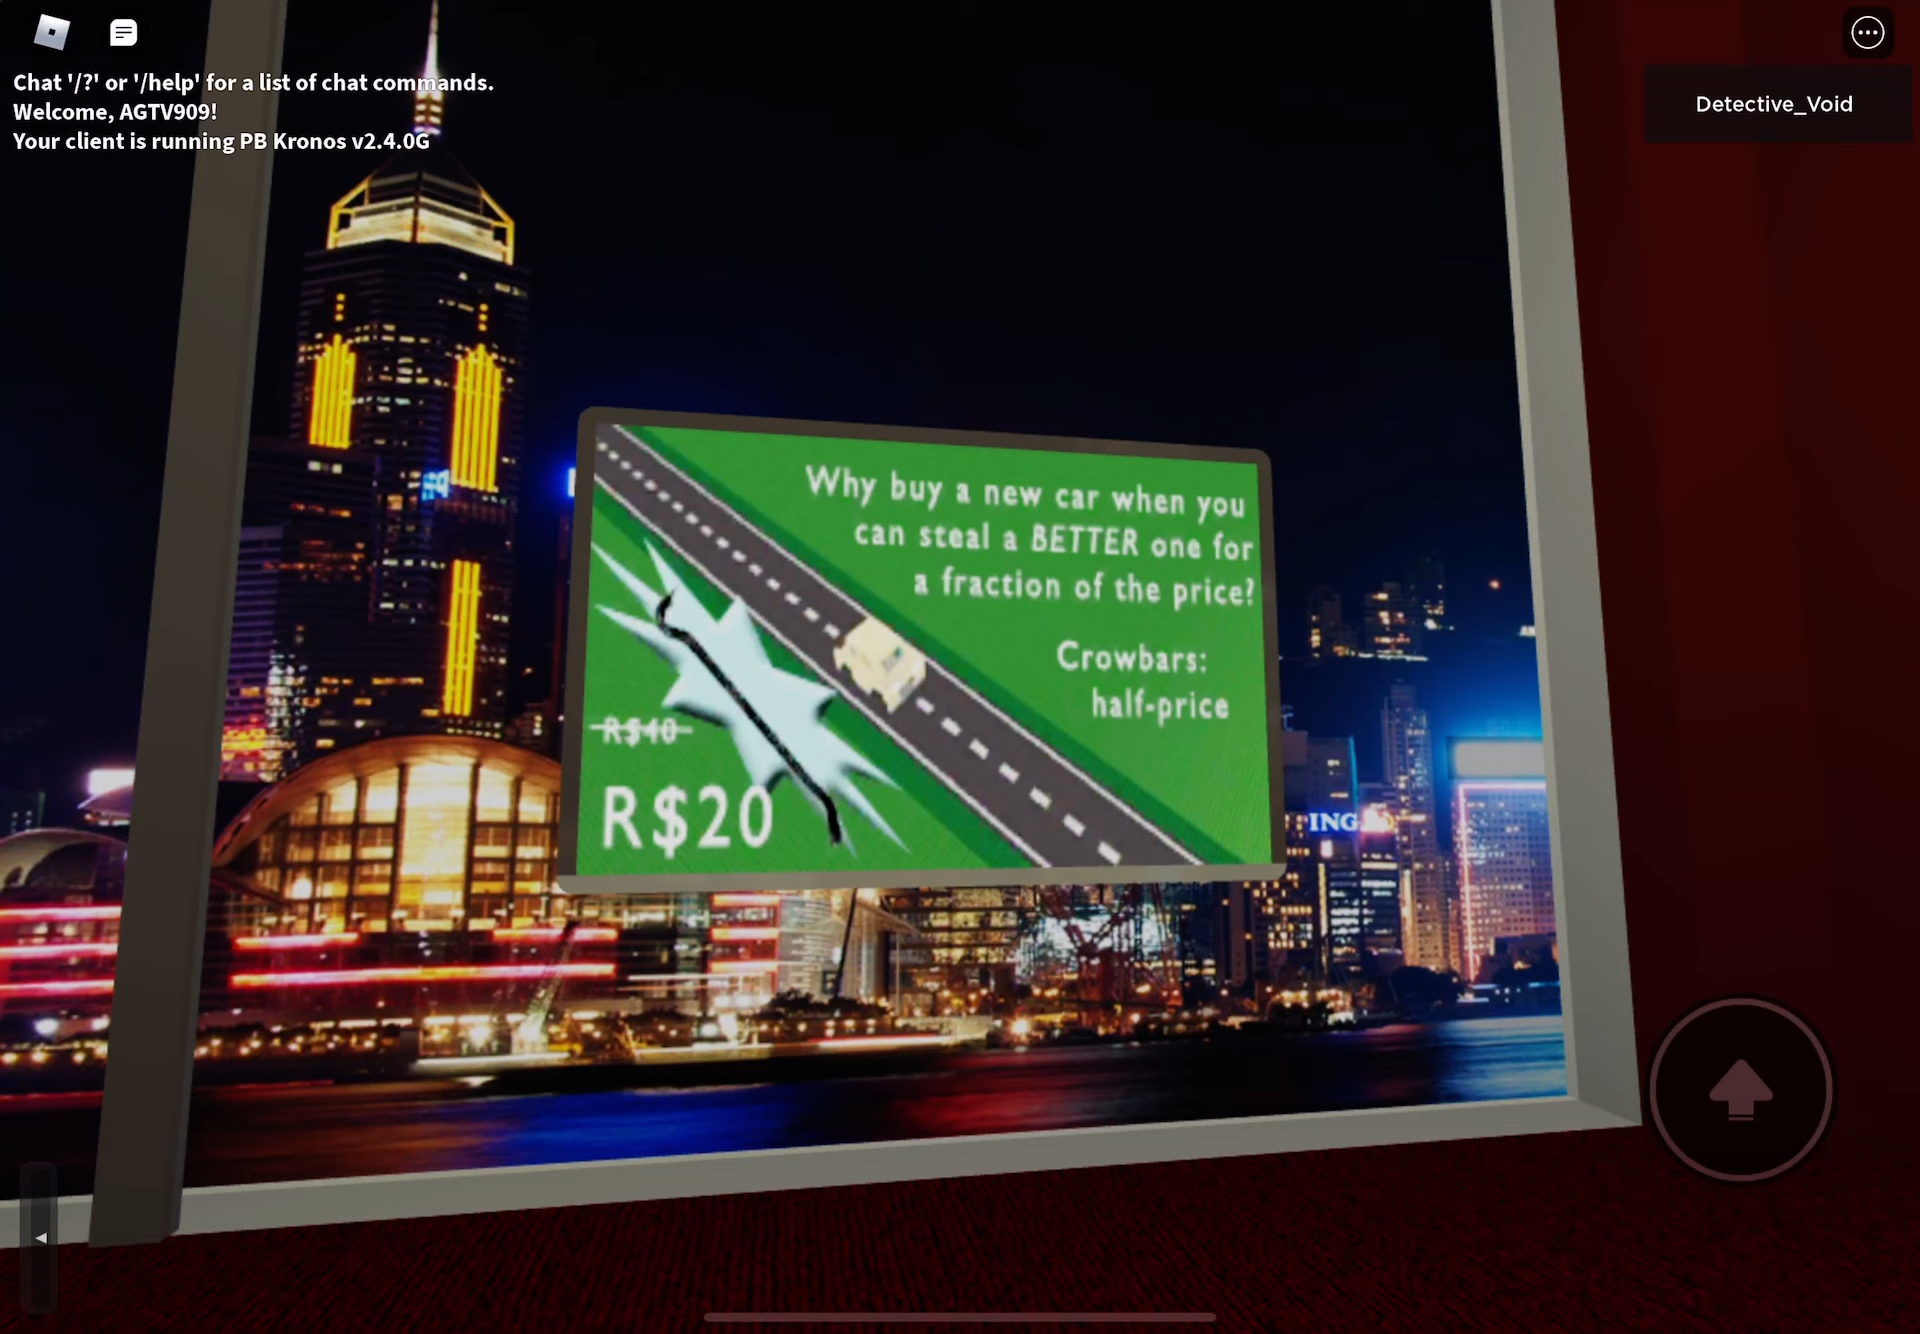 Chat '/?' or '/help' for a list of chat commands.
Welcome, AGTV909!
Your client is running PB Kronos v2.4.0G
Detective_Void
Why buy a new car when you
can steal a BETTER one for
a fraction of the price?
Crowbars:
half-price
R$40
R$20
ING